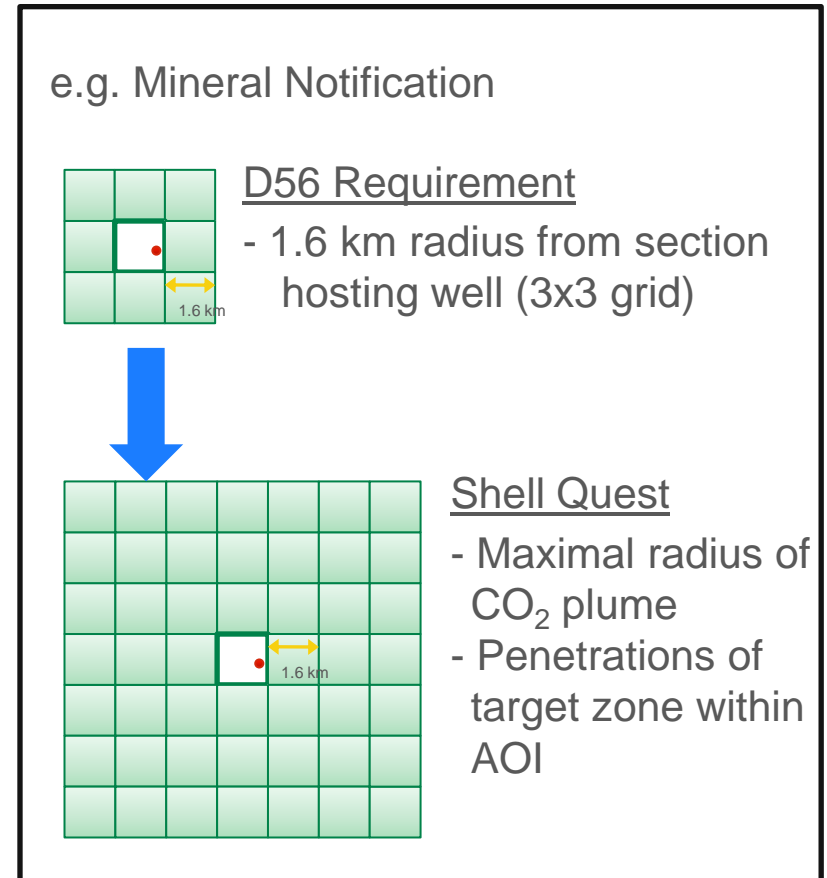 e.g. Mineral Notification
D56 Requirement
- 1.6 km radius from section
hosting well (3x3 grid)
1.6 km
Shell Quest
- Maximal radius of
CO₂ plume
- Penetrations of
target zone within
AOI
1.6 km